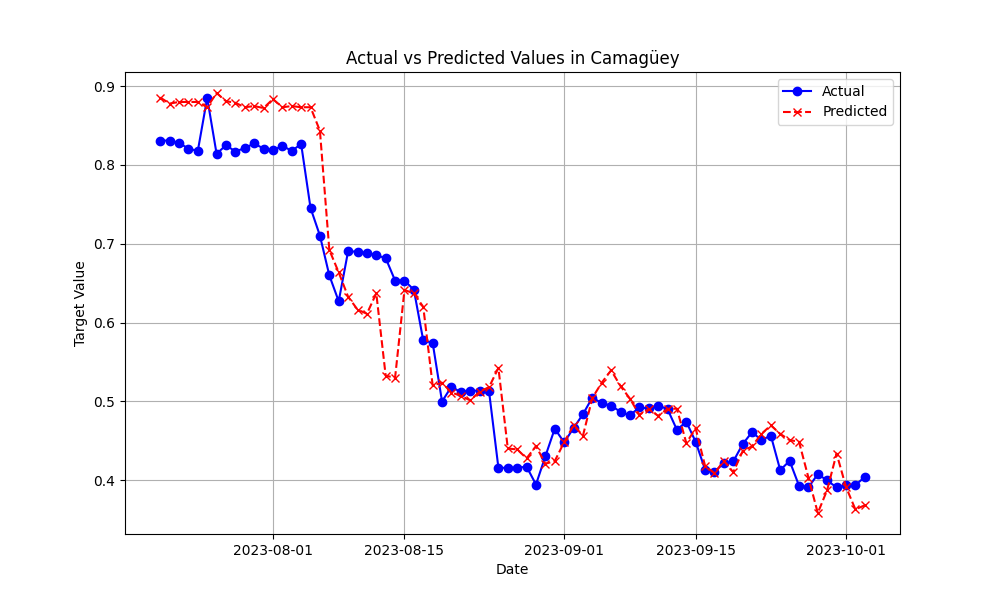 Actual vs Predicted Values in Camagüey
Actual
Predicted
Target Value
0.9
0.8
0.7
0.6
0.5
0.4
2023-08-01
2023-08-15
2023-09-01
2023-09-15
2023-10-01
Date